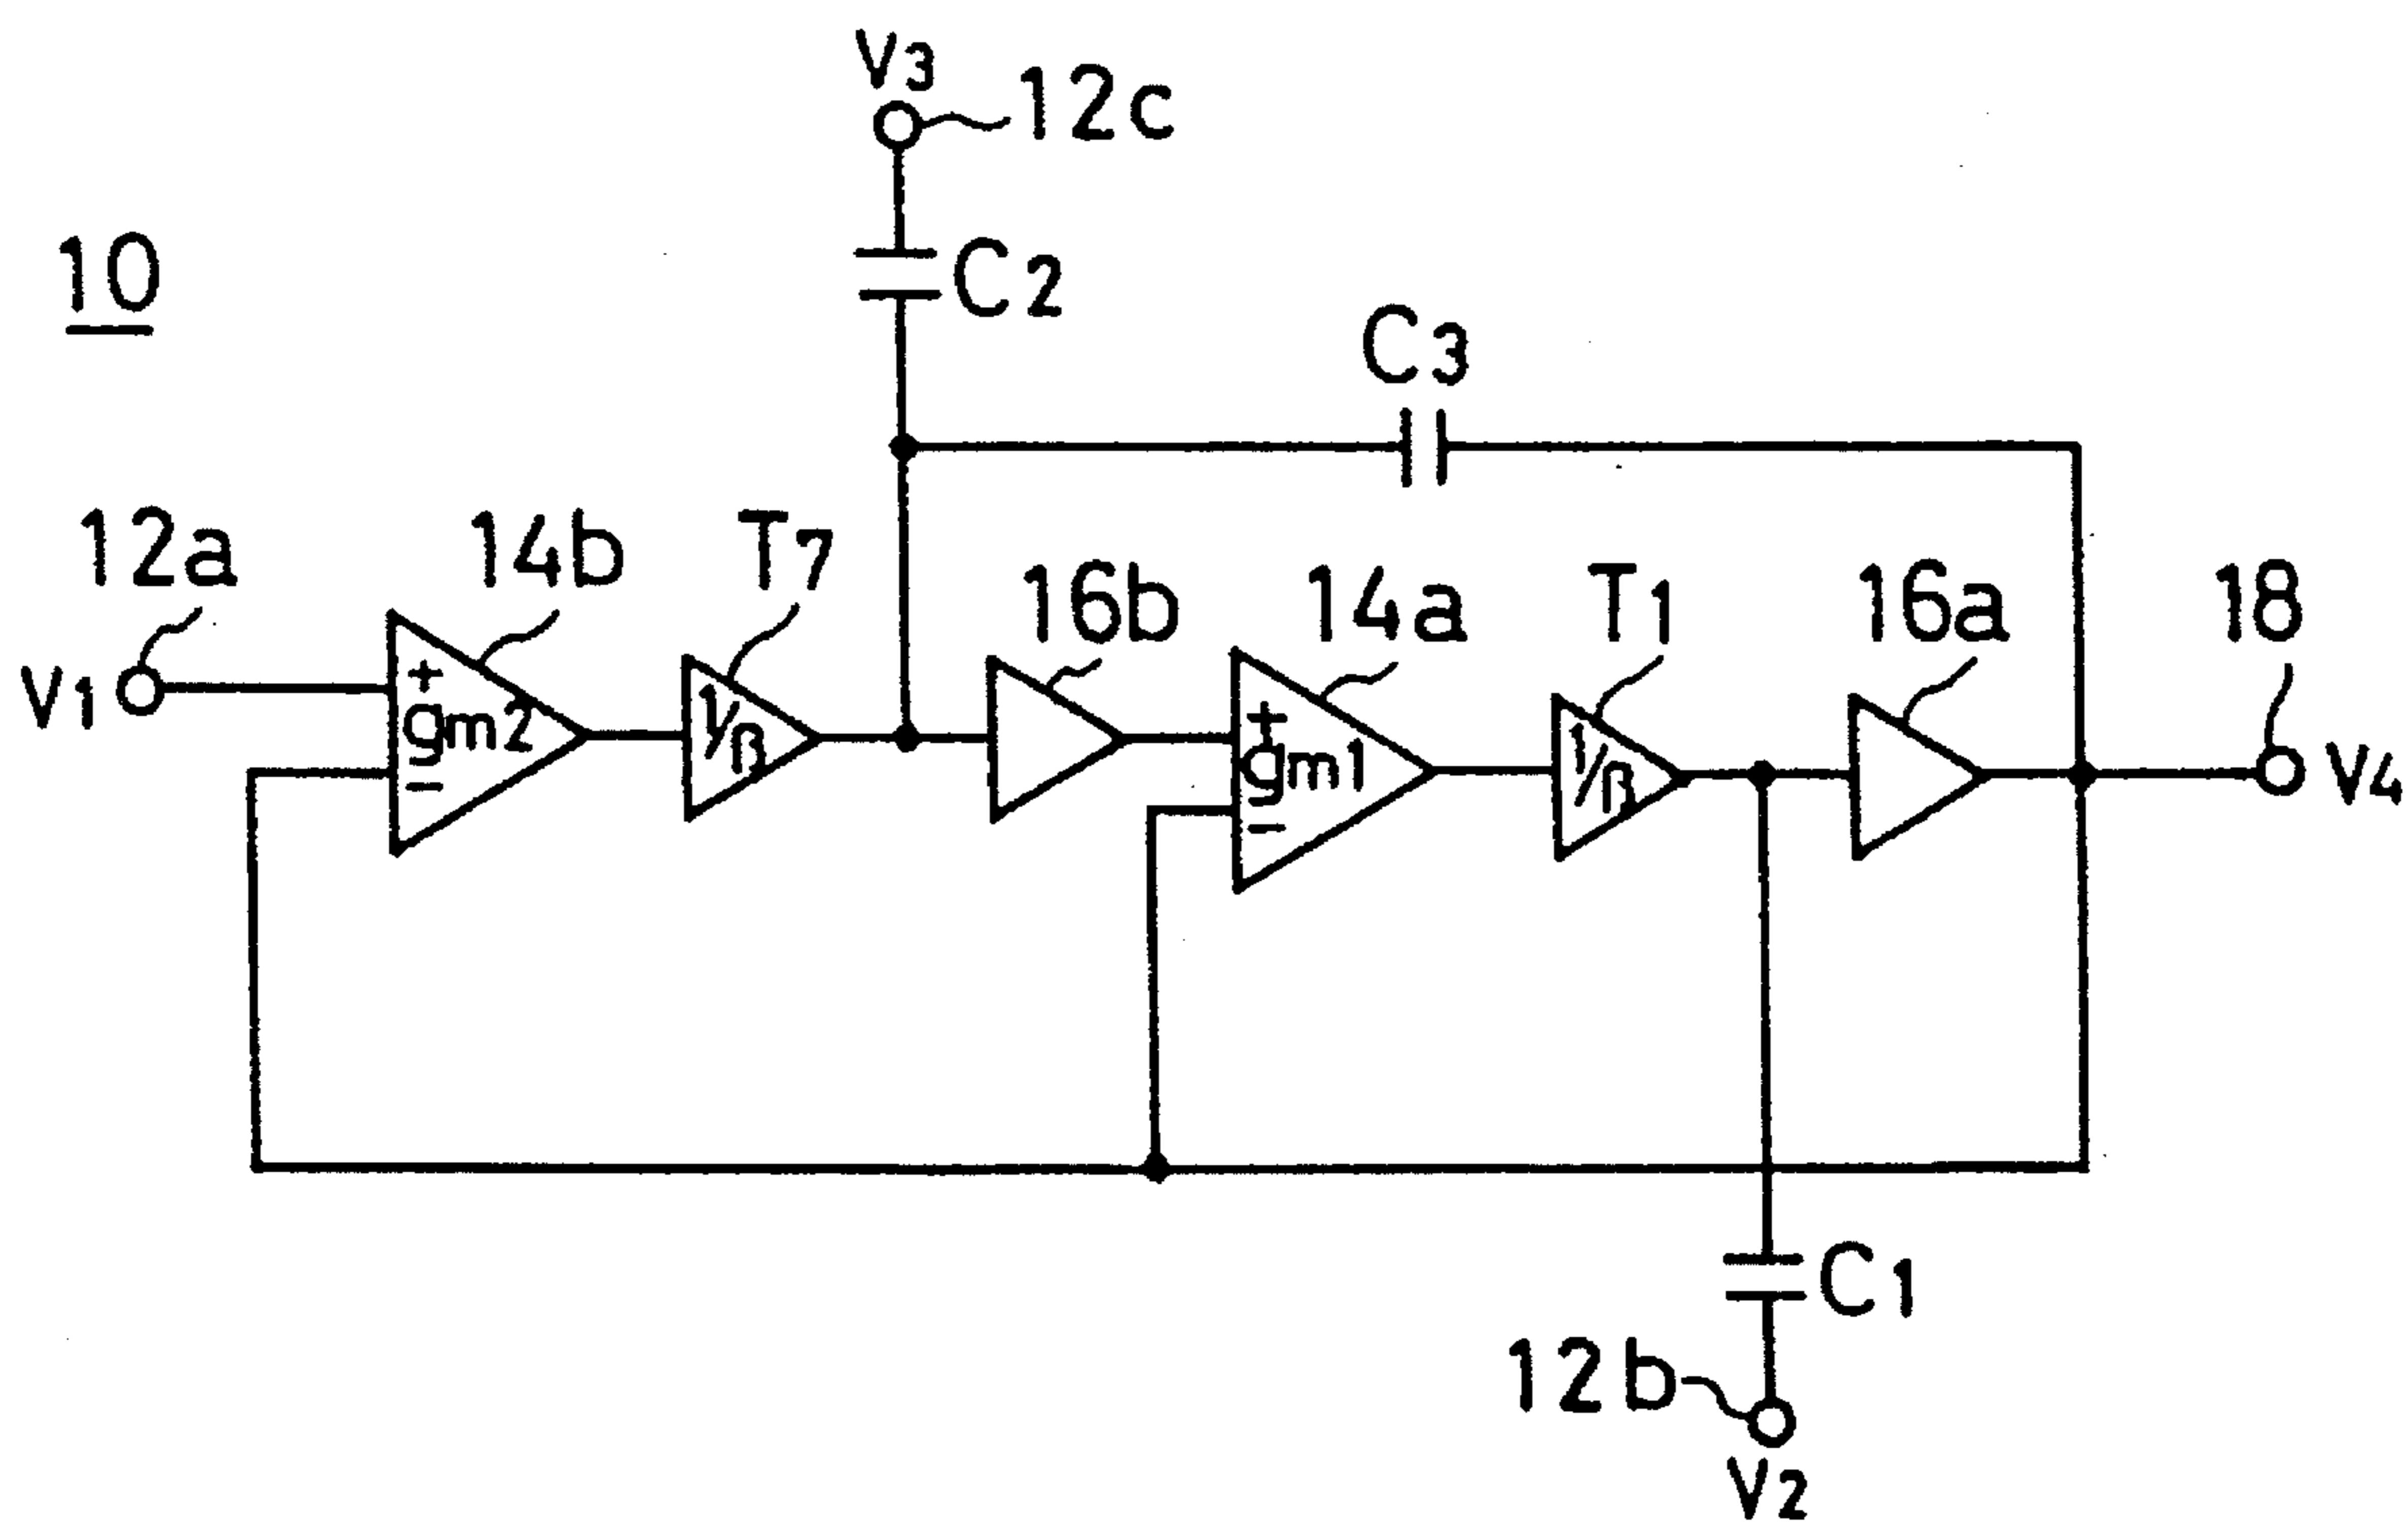 V3
12c
10
C2
C3
12a
14b
T7
16b
14a
T1
16a
18
V1
+
gm2
−
1/β
+
gm1
−
1/β
V4
C1
12b
V2